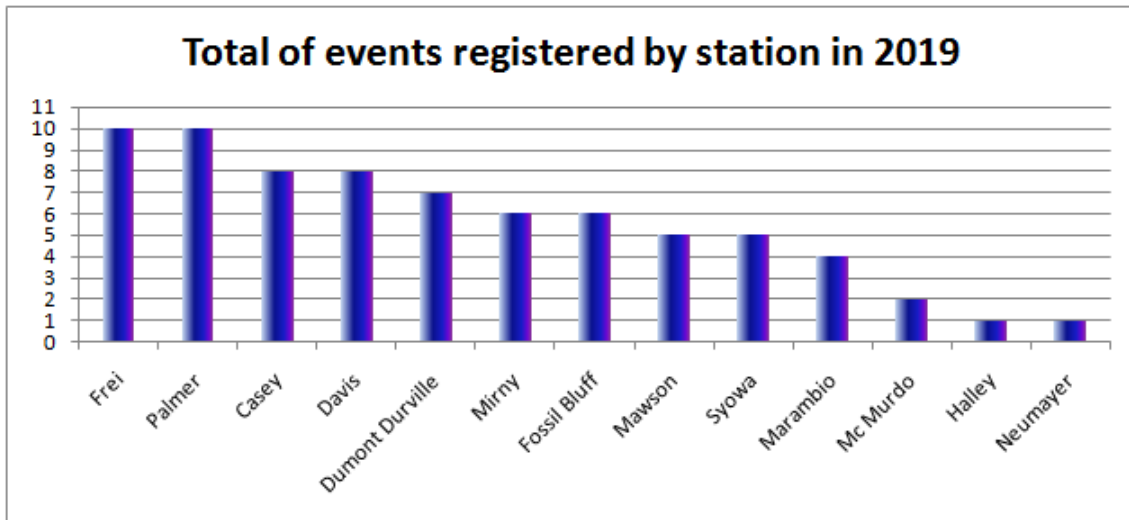 Total of events registered by station in 2019
11
10
9
8
7
6
5
4
3
2
1
0
Frei
Palmer
Casey
Davis
Dumont Durville
Mirny
Fossil Bluff
Mawson
Syowa
Marambio
Mc Murdo
Halley
Neumayer